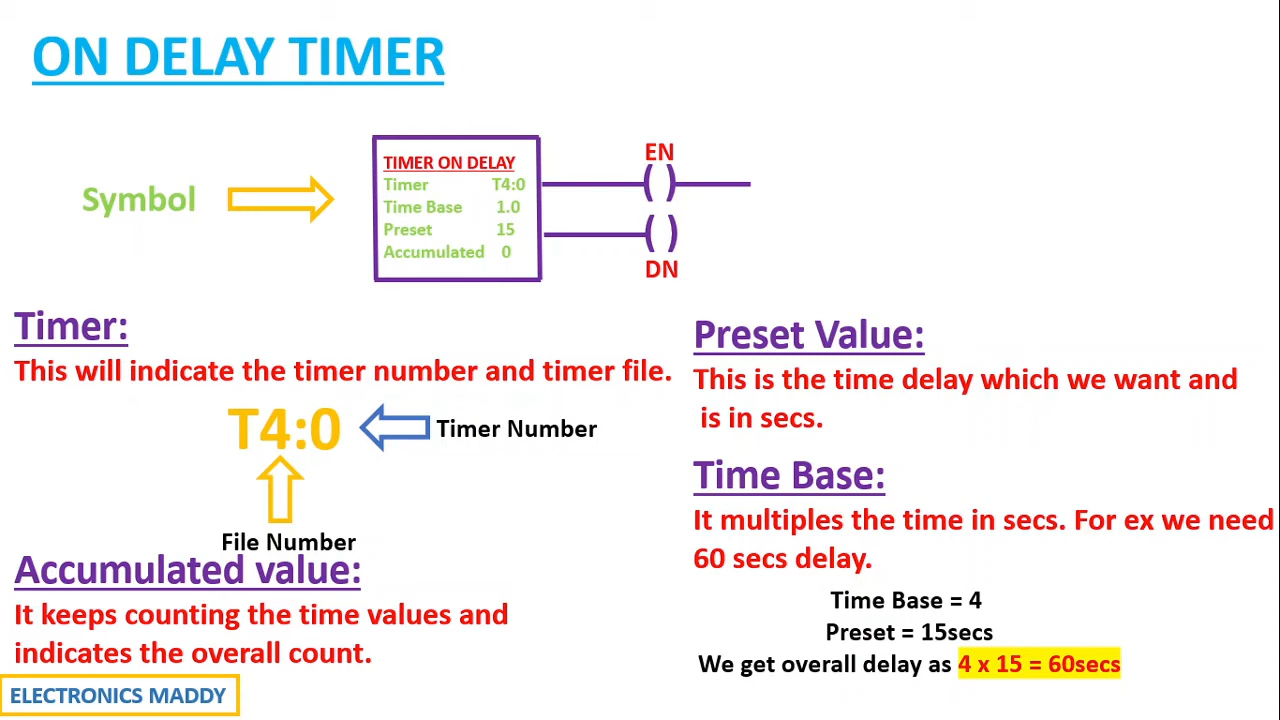 ON DELAY TIMER
Symbol
TIMER ON DELAY
Timer T4:0
Time Base 1.0
Preset 15
Accumulated 0
EN
( )
( )
DN
Timer:
This will indicate the timer number and timer file.
T4:0
Timer Number
File Number
Accumulated value:
It keeps counting the time values and
indicates the overall count.
ELECTRONICS MADDY
Preset Value:
This is the time delay which we want and
is in secs.
Time Base:
It multiples the time in secs. For ex we need
60 secs delay.
Time Base = 4
Preset = 15secs
We get overall delay as 4 x 15 = 60secs